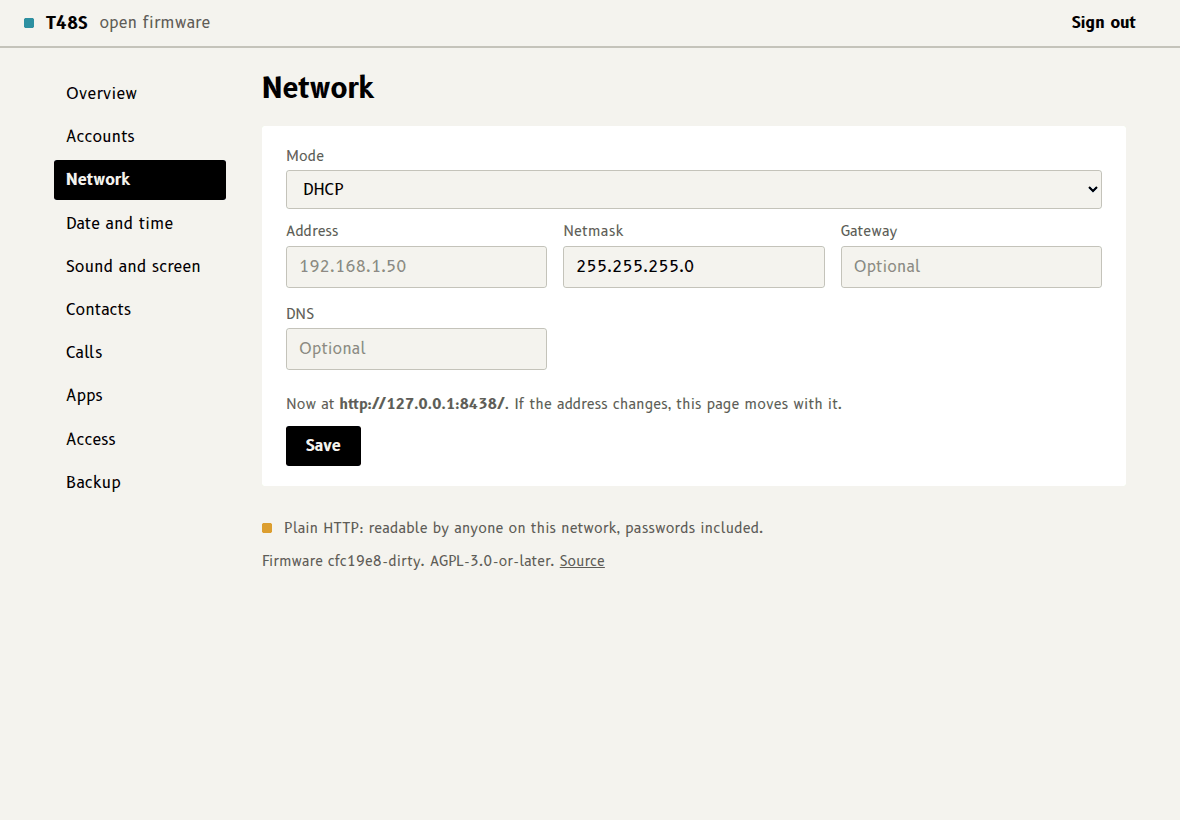 T48S open firmware Sign out
Overview
Accounts
Network
Date and time
Sound and screen
Contacts
Calls
Apps
Access
Backup
Network
Mode
DHCP
Address Netmask Gateway
192.168.1.50 255.255.255.0 Optional
DNS
Optional
Now at http://127.0.0.1:8438/. If the address changes, this page moves with it.
Save
Plain HTTP: readable by anyone on this network, passwords included.
Firmware cfc19e8-dirty. AGPL-3.0-or-later. Source